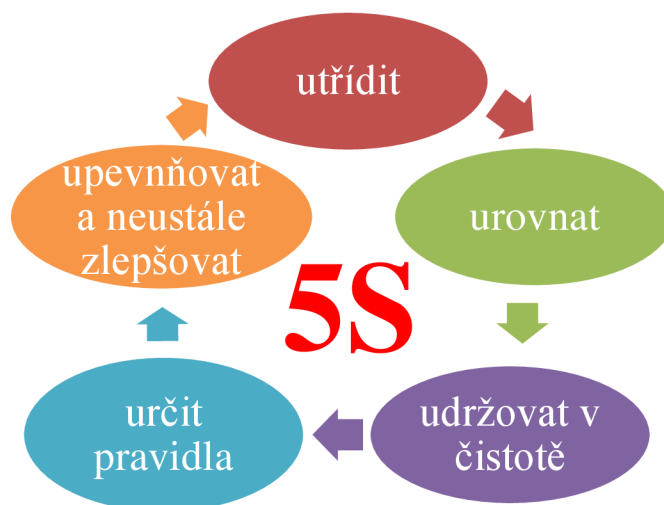 utřídit
urovnat
udržovat v
čistotě
určit
pravidla
upevnňovat
a neustále
zlepšovat
5S